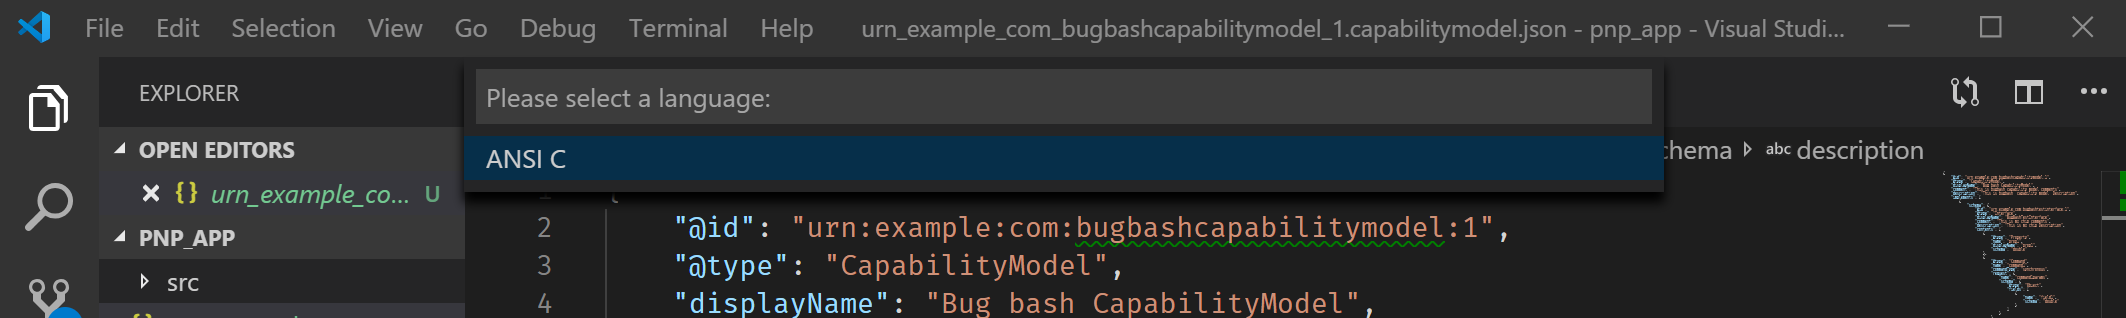 File Edit Selection View Go Debug Terminal Help urn_example_com_bugbashcapabilitymodel_1.capabilitymodel.json - pnp_app - Visual Studi...
EXPLORER
Please select a language:
OPEN EDITORS
ANSI C
chema abc description
{} urn_example_co... U
PNP_APP
src
1 {
2 "@id": "urn:example:com:bugbashcapabilitymodel:1",
3 "@type": "CapabilityModel",
4 "displayName": "Bug bash CapabilityModel",